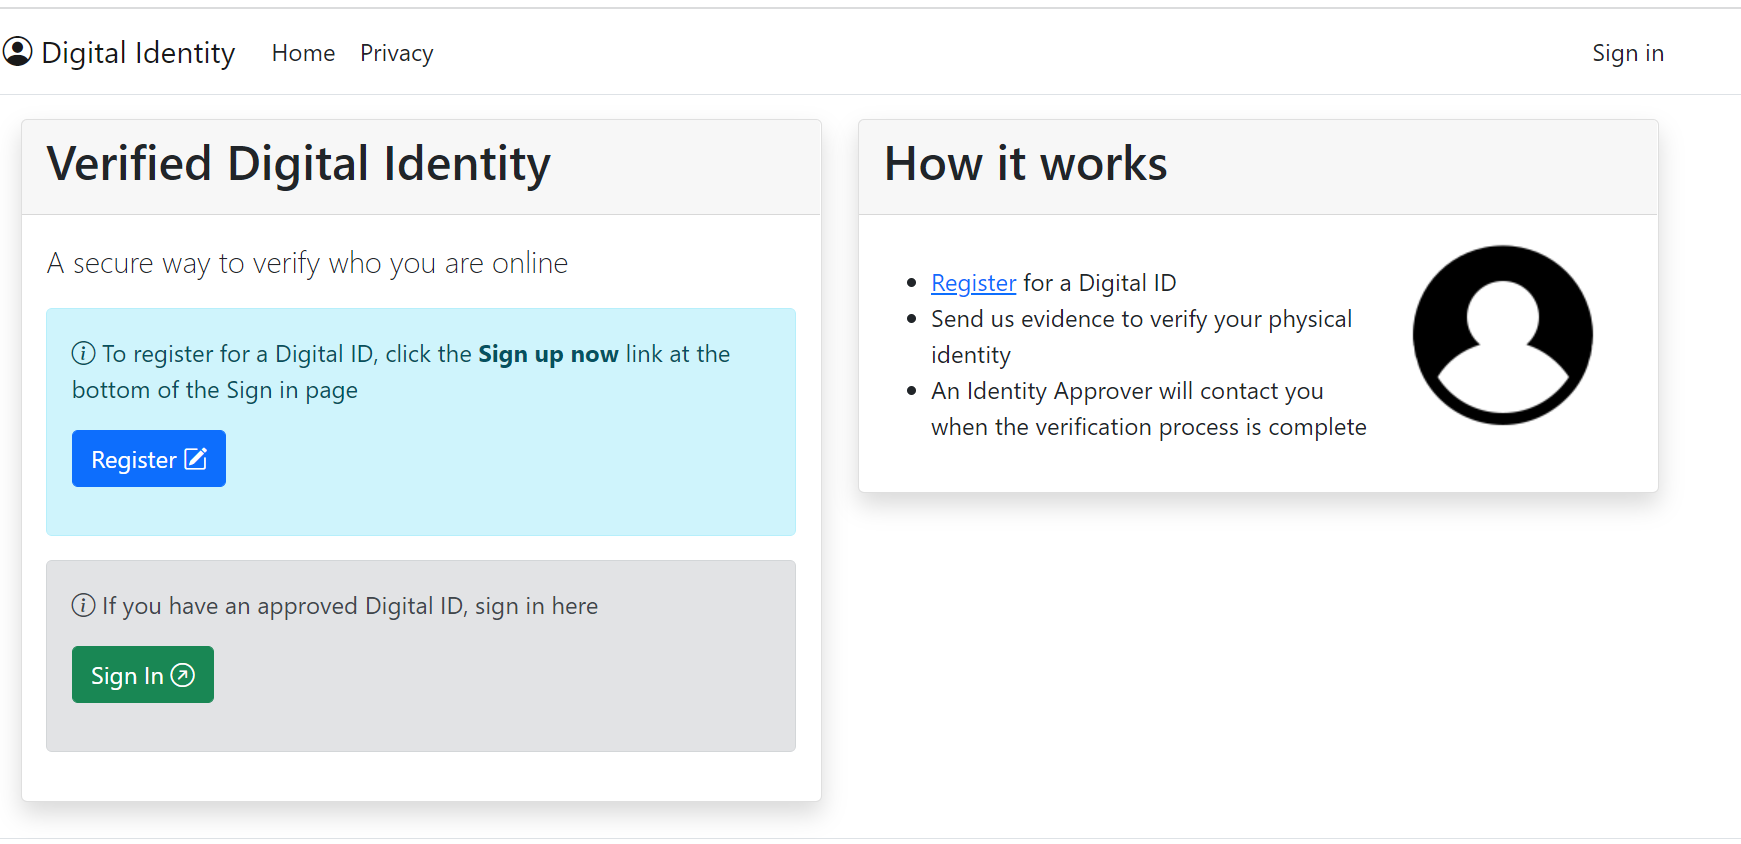 Digital Identity Home Privacy Sign in
Verified Digital Identity
A secure way to verify who you are online
To register for a Digital ID, click the Sign up now link at the
bottom of the Sign in page
Register
If you have an approved Digital ID, sign in here
Sign In
How it works
Register for a Digital ID
Send us evidence to verify your physical
identity
An Identity Approver will contact you
when the verification process is complete